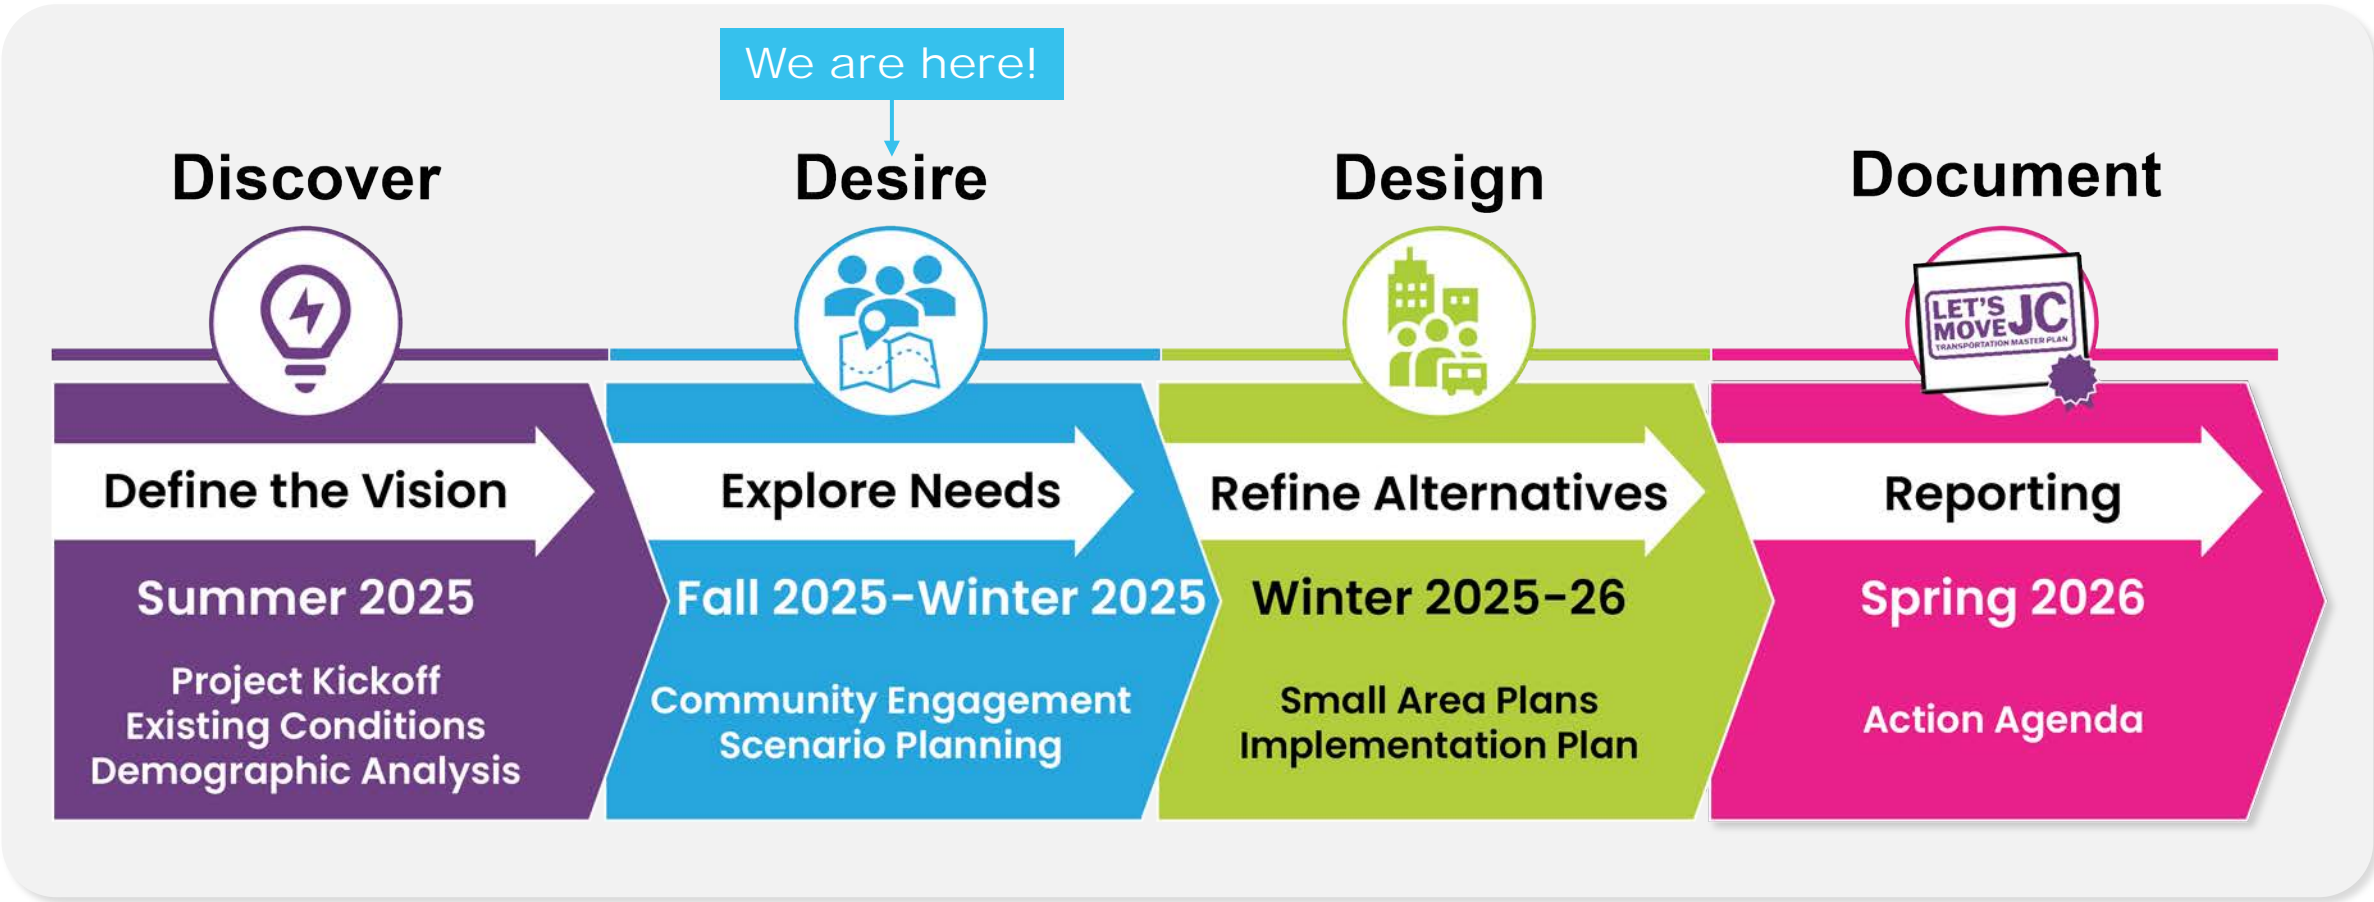 We are here!
Discover
Desire
Design
Document
LET'S
MOVE JC
TRANSPORTATION MASTER PLAN
Define the Vision
Explore Needs
Refine Alternatives
Reporting
Summer 2025
Fall 2025-Winter 2025
Winter 2025-26
Spring 2026
Project Kickoff
Existing Conditions
Demographic Analysis
Community Engagement
Scenario Planning
Small Area Plans
Implementation Plan
Action Agenda